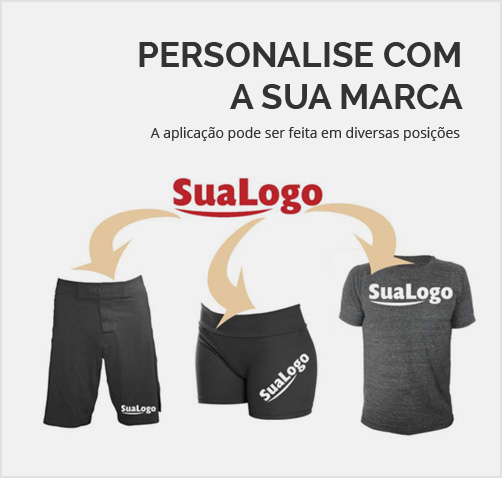 PERSONALISE COM
A SUA MARCA
A aplicação pode ser feita em diversas posições
SuaLogo
SuaLogo
SuaLogo
SuaLogo